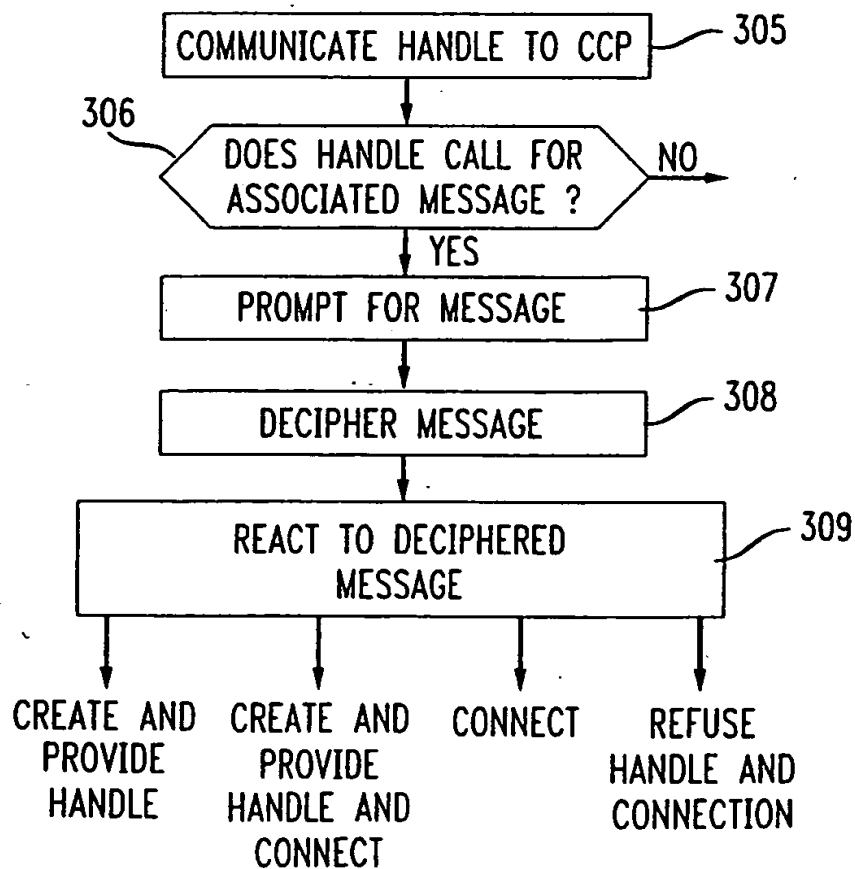 COMMUNICATE HANDLE TO CCP
305
306
DOES HANDLE CALL FOR
ASSOCIATED MESSAGE ?
NO
YES
PROMPT FOR MESSAGE
307
DECIPHER MESSAGE
308
REACT TO DECIPHERED
MESSAGE
309
CREATE AND
PROVIDE
HANDLE
CREATE AND
PROVIDE
HANDLE AND
CONNECT
CONNECT
REFUSE
HANDLE AND
CONNECTION